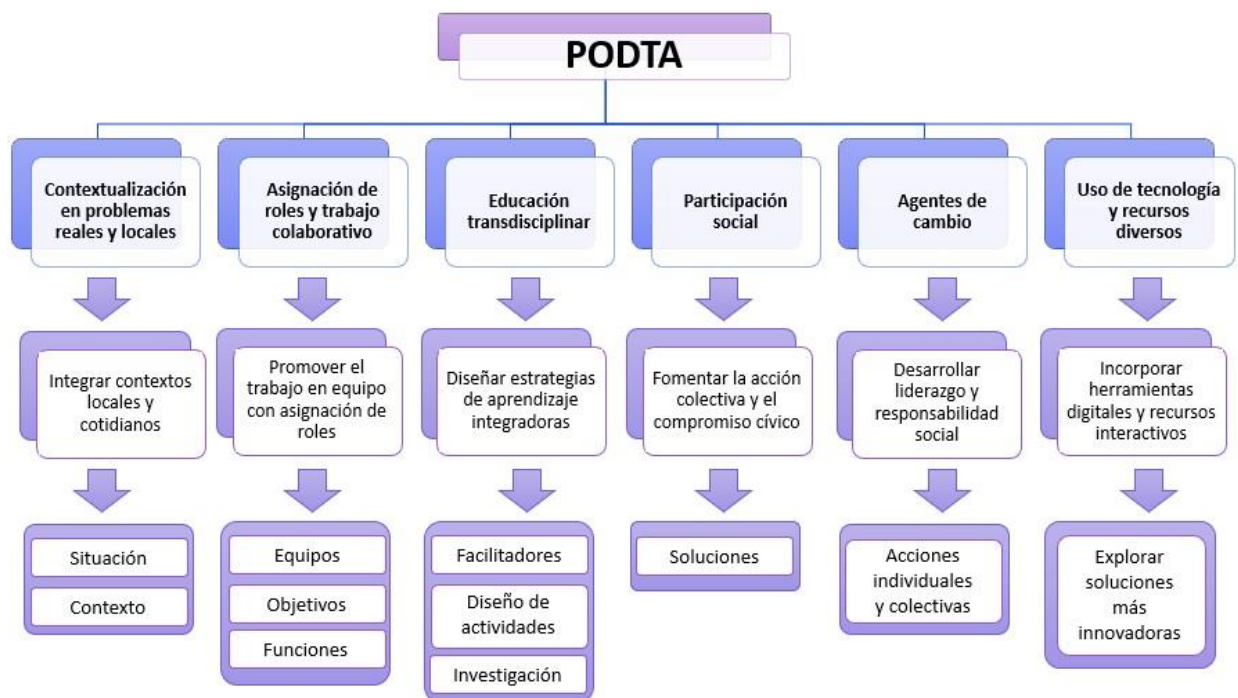 PODTA
Contextualización
en problemas
reales y locales
Asignación de
roles y trabajo
colaborativo
Educación
transdisciplinar
Participación
social
Agentes de
cambio
Uso de tecnología
y recursos
diversos
Integrar contextos
locales y
cotidianos
Promover el
trabajo en equipo
con asignación de
roles
Diseñar estrategias
de aprendizaje
integradoras
Fomentar la acción
colectiva y el
compromiso cívico
Desarrollar
liderazgo y
responsabilidad
social
Incorporar
herramientas
digitales y recursos
interactivos
Situación
Contexto
Equipos
Objetivos
Funciones
Facilitadores
Diseño de
actividades
Investigación
Soluciones
Acciones
individuales
y colectivas
Explorar
soluciones
más
innovadoras